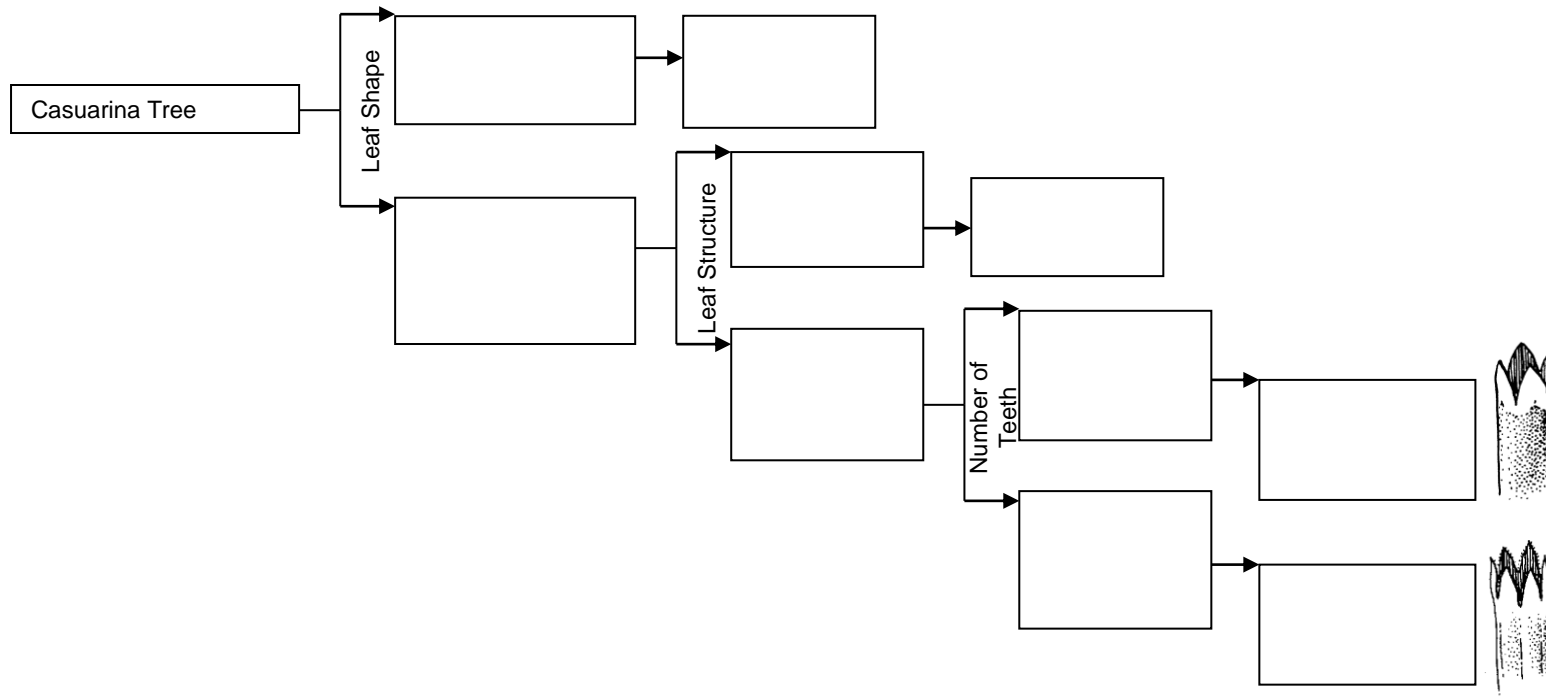 Casuarina Tree
Leaf Shape
Leaf Structure
Number of
Teeth